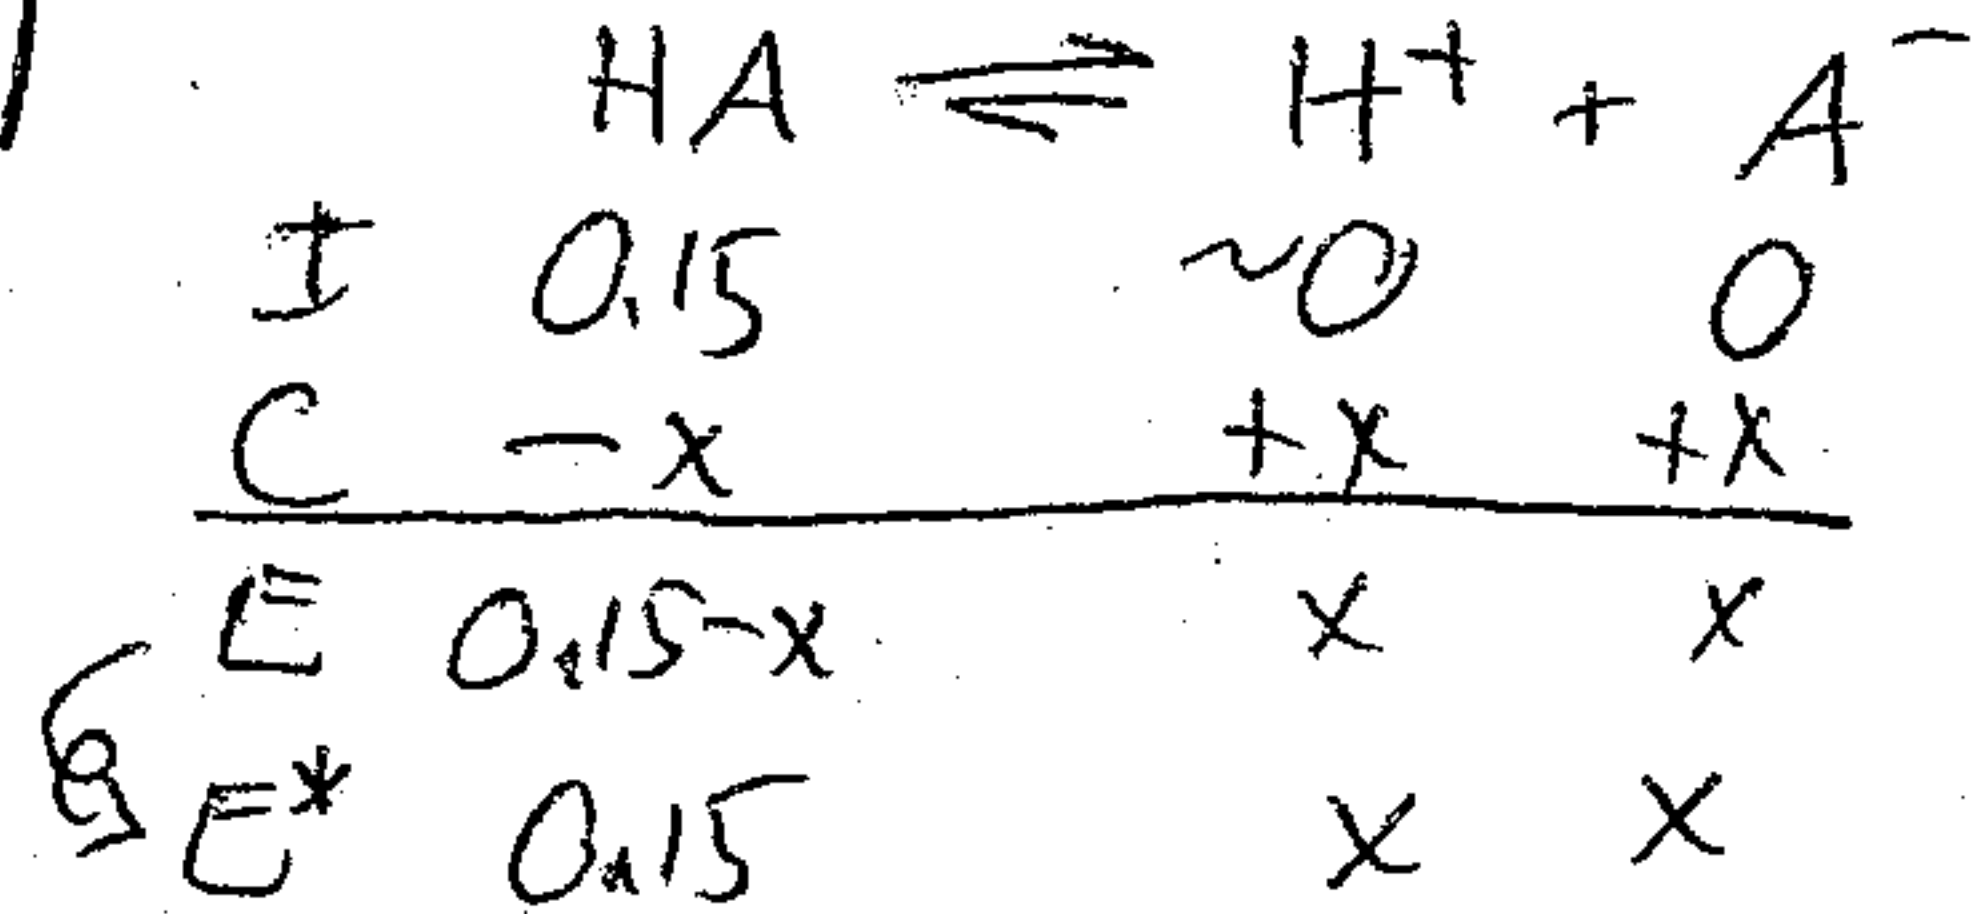 HA ⇌ H⁺ + A⁻
I 0.15 ~0 0
C -x +x +x
E 0.15-x x x
E* 0.15 x x